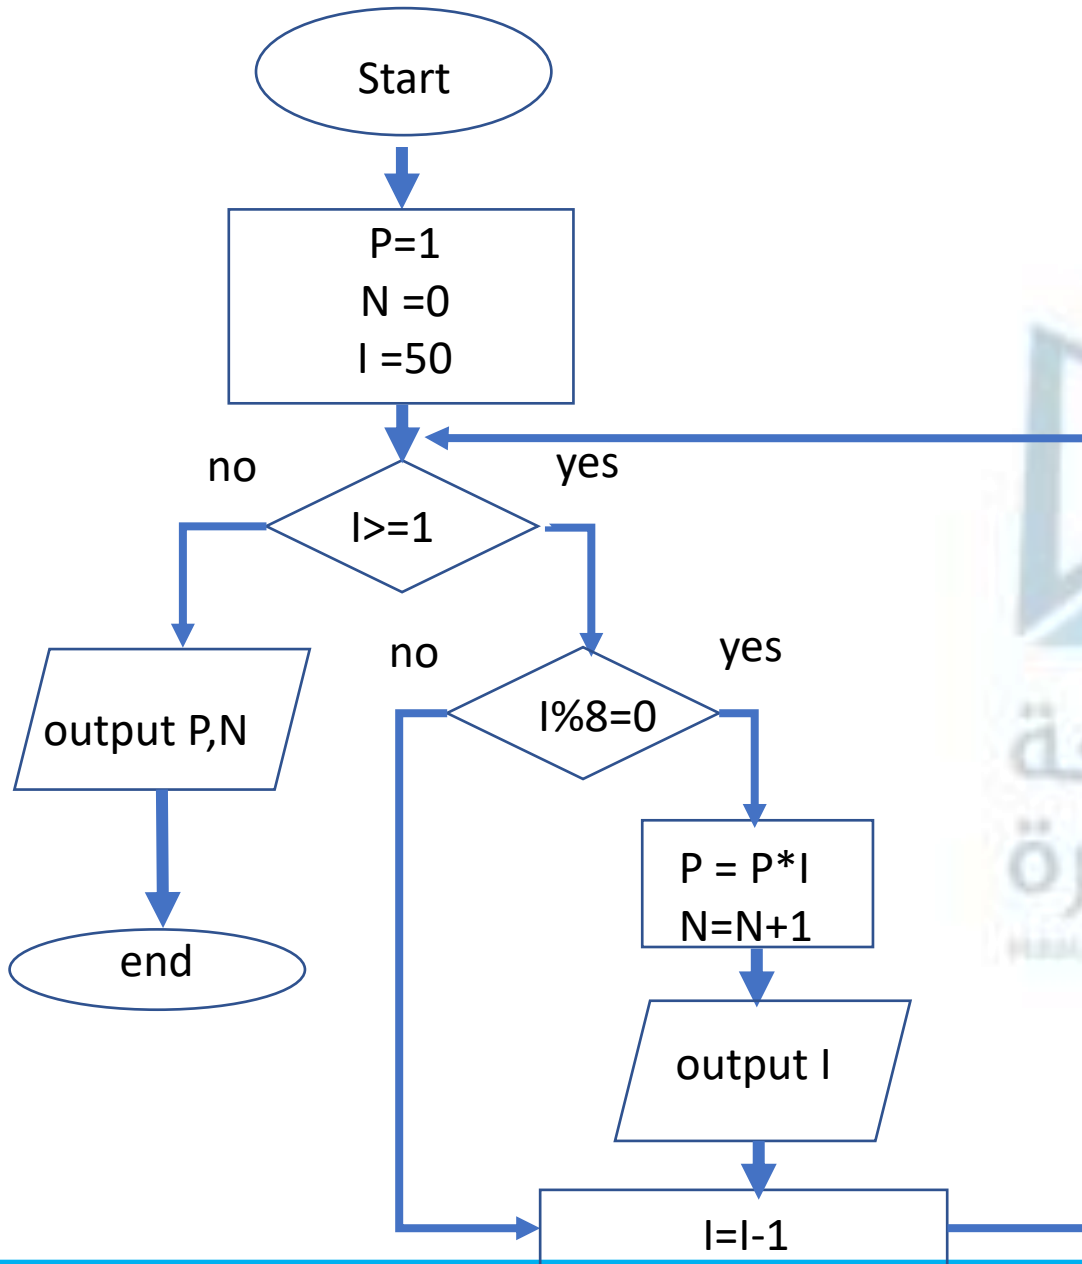 Start
P=1
N =0
I =50
no
yes
I>=1
no
yes
output P,N
I%8=0
P = P*I
N=N+1
end
output I
I=I-1